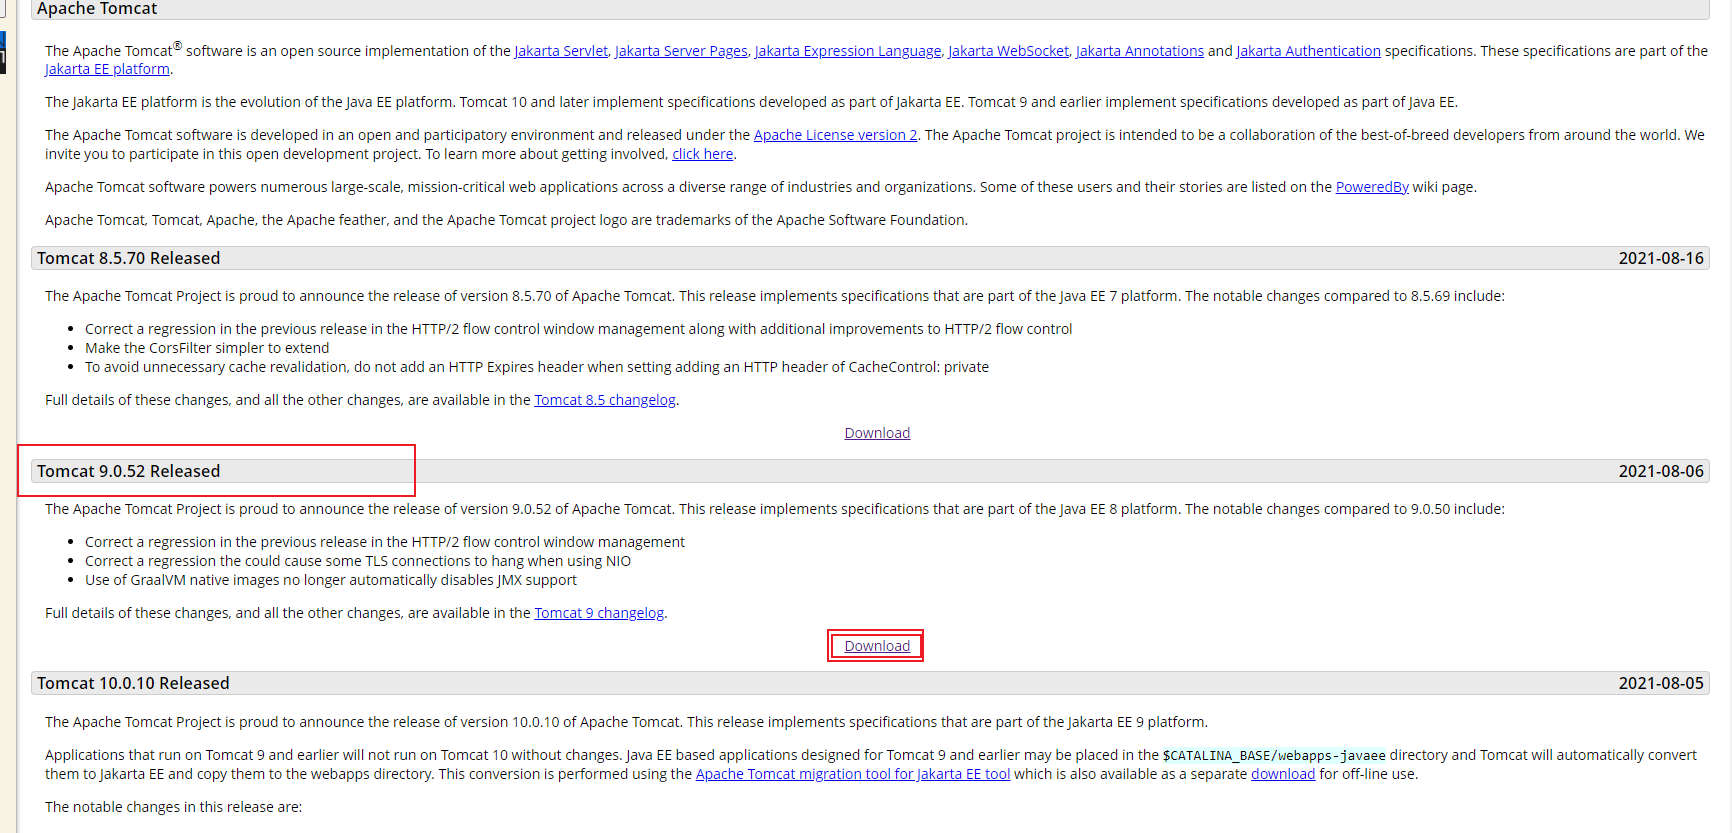 Apache Tomcat
The Apache Tomcat® software is an open source implementation of the Jakarta Servlet, Jakarta Server Pages, Jakarta Expression Language, Jakarta WebSocket, Jakarta Annotations and Jakarta Authentication specifications. These specifications are part of the
Jakarta EE platform.
The Jakarta EE platform is the evolution of the Java EE platform. Tomcat 10 and later implement specifications developed as part of Jakarta EE. Tomcat 9 and earlier implement specifications developed as part of Java EE.
The Apache Tomcat software is developed in an open and participatory environment and released under the Apache License version 2. The Apache Tomcat project is intended to be a collaboration of the best-of-breed developers from around the world. We
invite you to participate in this open development project. To learn more about getting involved, click here.
Apache Tomcat software powers numerous large-scale, mission-critical web applications across a diverse range of industries and organizations. Some of these users and their stories are listed on the PoweredBy wiki page.
Apache Tomcat, Tomcat, Apache, the Apache feather, and the Apache Tomcat project logo are trademarks of the Apache Software Foundation.
Tomcat 8.5.70 Released 2021-08-16
The Apache Tomcat Project is proud to announce the release of version 8.5.70 of Apache Tomcat. This release implements specifications that are part of the Java EE 7 platform. The notable changes compared to 8.5.69 include:
• Correct a regression in the previous release in the HTTP/2 flow control window management along with additional improvements to HTTP/2 flow control
• Make the CorsFilter simpler to extend
• To avoid unnecessary cache revalidation, do not add an HTTP Expires header when setting adding an HTTP header of CacheControl: private
Full details of these changes, and all the other changes, are available in the Tomcat 8.5 changelog.
Download
Tomcat 9.0.52 Released 2021-08-06
The Apache Tomcat Project is proud to announce the release of version 9.0.52 of Apache Tomcat. This release implements specifications that are part of the Java EE 8 platform. The notable changes compared to 9.0.50 include:
• Correct a regression in the previous release in the HTTP/2 flow control window management
• Correct a regression the could cause some TLS connections to hang when using NIO
• Use of GraalVM native images no longer automatically disables JMX support
Full details of these changes, and all the other changes, are available in the Tomcat 9 changelog.
Download
Tomcat 10.0.10 Released 2021-08-05
The Apache Tomcat Project is proud to announce the release of version 10.0.10 of Apache Tomcat. This release implements specifications that are part of the Jakarta EE 9 platform.
Applications that run on Tomcat 9 and earlier will not run on Tomcat 10 without changes. Java EE based applications designed for Tomcat 9 and earlier may be placed in the $CATALINA_BASE/webapps-javaee directory and Tomcat will automatically convert
them to Jakarta EE and copy them to the webapps directory. This conversion is performed using the Apache Tomcat migration tool for Jakarta EE tool which is also available as a separate download for off-line use.
The notable changes in this release are: